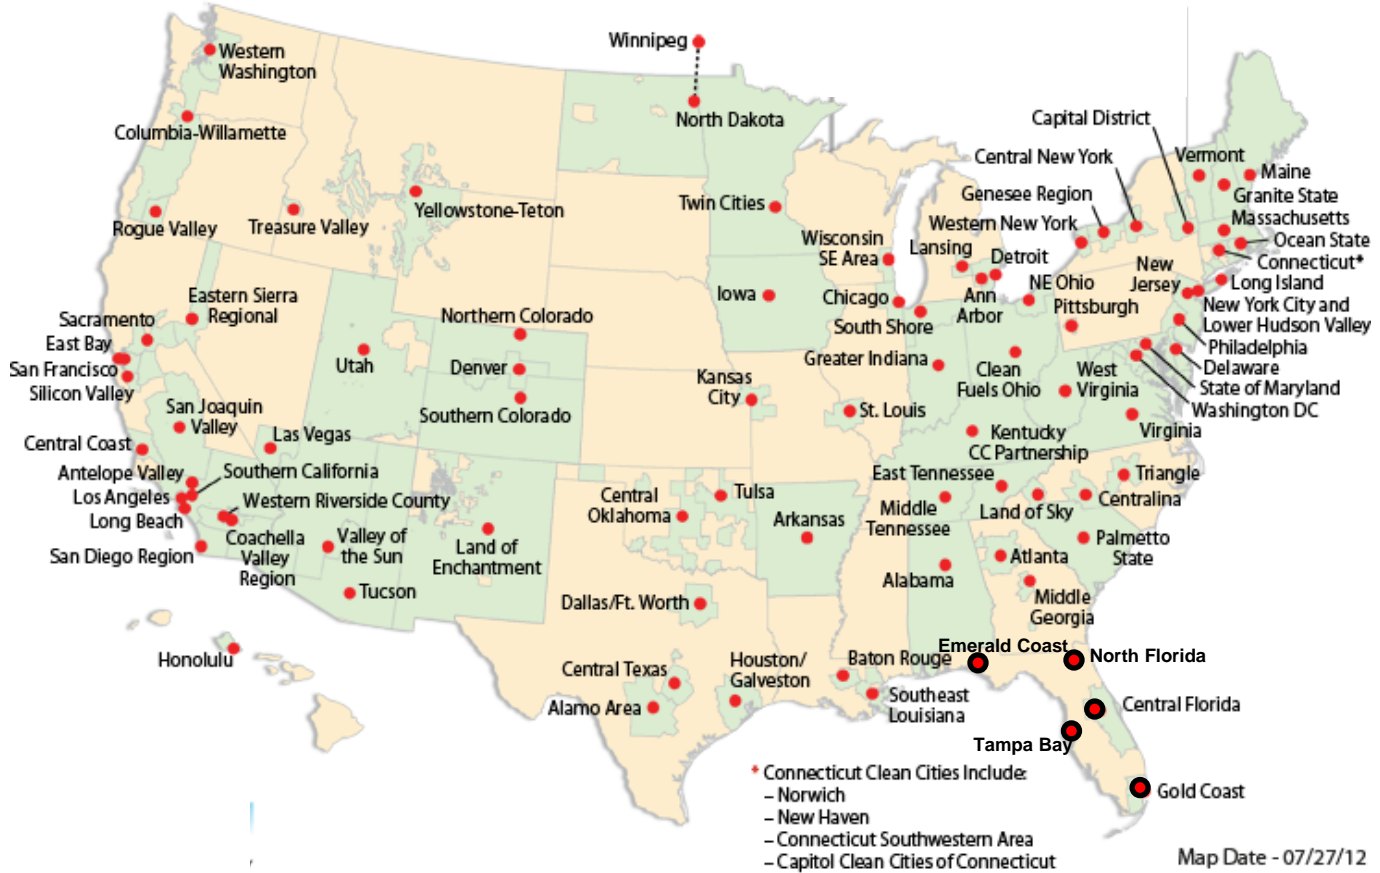 Winnipeg
Western
Washington
North Dakota
Columbia-Willamette
Capital District
Central New York
Vermont
Maine
Genesee Region
Granite State
Yellowstone-Teton
Twin Cities
Western New York
Massachusetts
Rogue Valley
Treasure Valley
Wisconsin
SE Area
Lansing
Detroit
Ocean State
Connecticut*
New
Jersey
Long Island
Eastern Sierra
Regional
Iowa
Chicago
Ann
Arbor
NE Ohio
Pittsburgh
New York City and
Lower Hudson Valley
Sacramento
Northern Colorado
South Shore
East Bay
Philadelphia
San Francisco
Utah
Denver
Greater Indiana
Clean
Fuels Ohio
West
Virginia
Delaware
Silicon Valley
Kansas
City
State of Maryland
San Joaquin
Valley
Southern Colorado
St. Louis
Washington DC
Central Coast
Las Vegas
Kentucky
CC Partnership
Virginia
Antelope Valley
Southern California
East Tennessee
Triangle
Los Angeles
Western Riverside County
Central
Oklahoma
Tulsa
Middle
Tennessee
Land of Sky
Centralina
Long Beach
Arkansas
San Diego Region
Coachella
Valley
Region
Valley of
the Sun
Land of
Enchantment
Atlanta
Palmetto
State
Alabama
Tucson
Dallas/Ft. Worth
Middle
Georgia
Honolulu
Central Texas
Houston/
Galveston
Baton Rouge
Emerald Coast
North Florida
Alamo Area
Southeast
Louisiana
Central Florida
Tampa Bay
Gold Coast
* Connecticut Clean Cities Include:
– Norwich
– New Haven
– Connecticut Southwestern Area
– Capitol Clean Cities of Connecticut
Map Date - 07/27/12